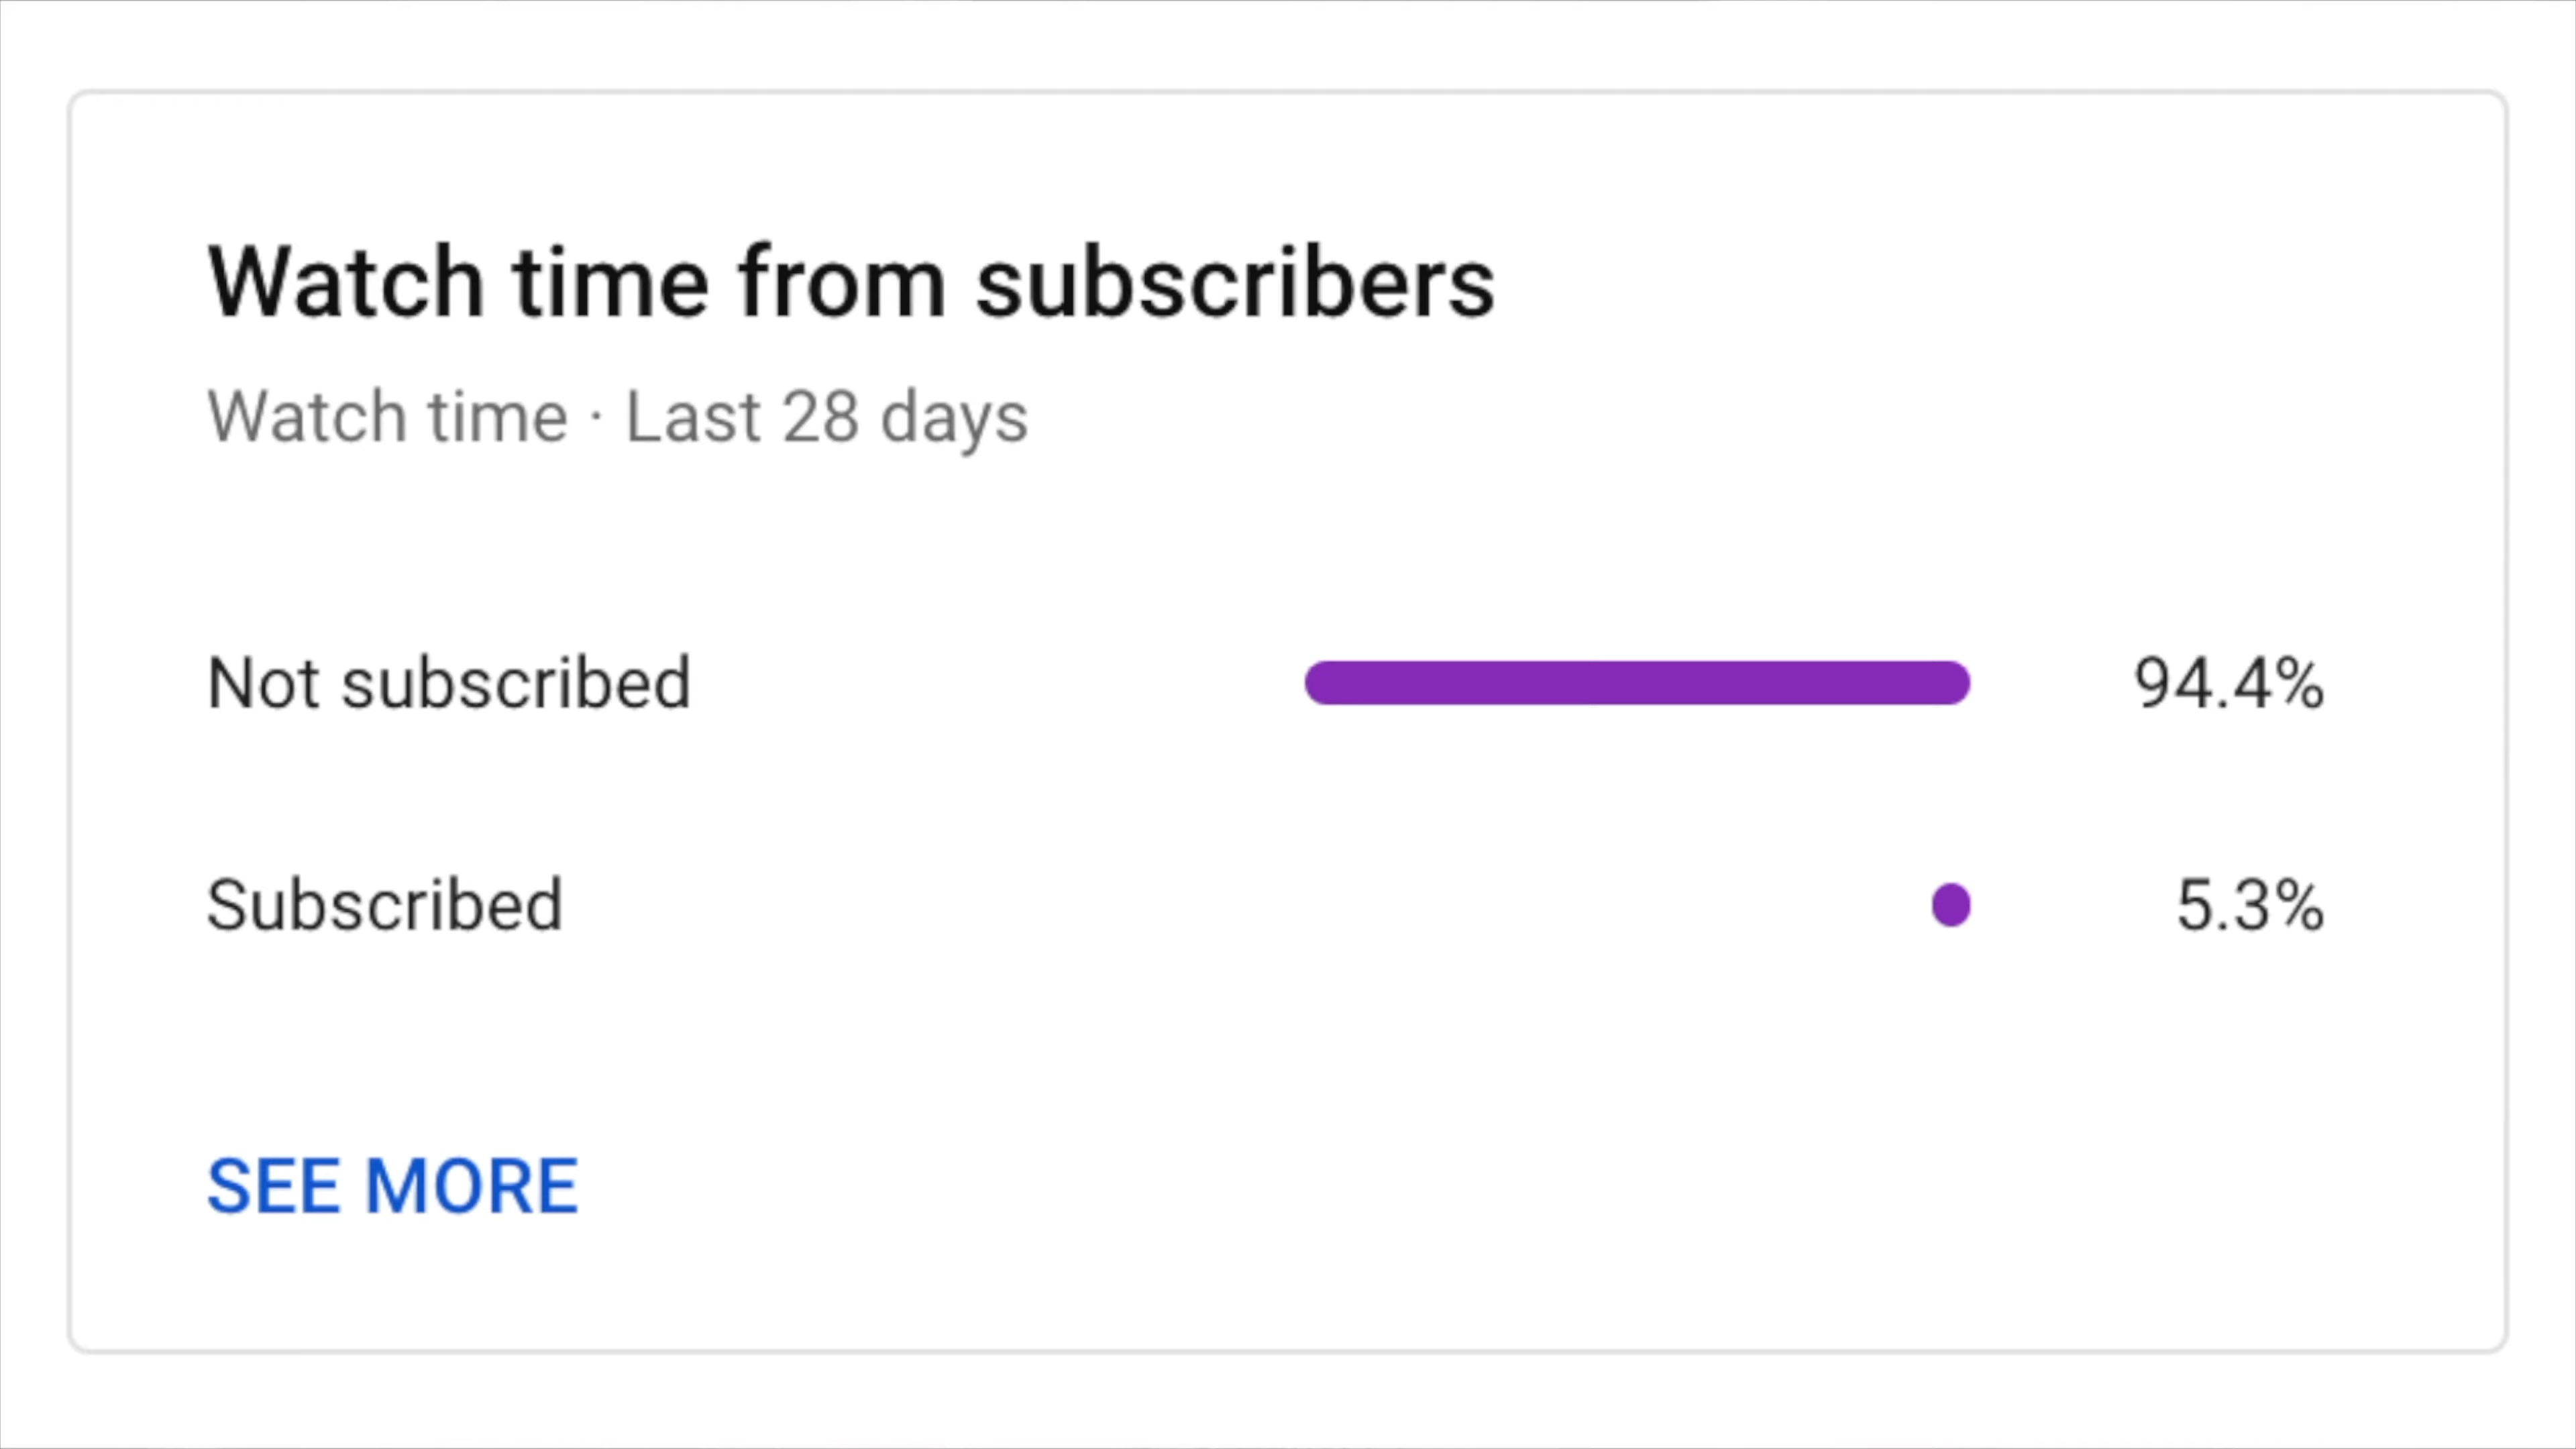 Watch time from subscribers
Watch time · Last 28 days
Not subscribed 94.4%
Subscribed 5.3%
SEE MORE